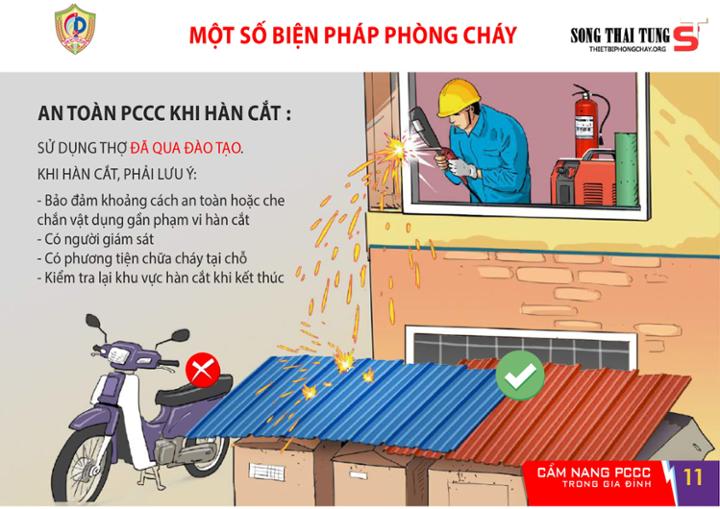 MỘT SỐ BIỆN PHÁP PHÒNG CHÁY
SONG THAI TUNG
THIETBIPHONGCHAY.ORG
ST
AN TOÀN PCCC KHI HÀN CẮT :
SỬ DỤNG THỢ ĐÃ QUA ĐÀO TẠO.
KHI HÀN CẮT, PHẢI LƯU Ý:
- Bảo đảm khoảng cách an toàn hoặc che
chắn vật dụng gần phạm vi hàn cắt
- Có người giám sát
- Có phương tiện chữa cháy tại chỗ
- Kiểm tra lại khu vực hàn cắt khi kết thúc
CẨM NANG PCCC
TRONG GIA ĐÌNH
11